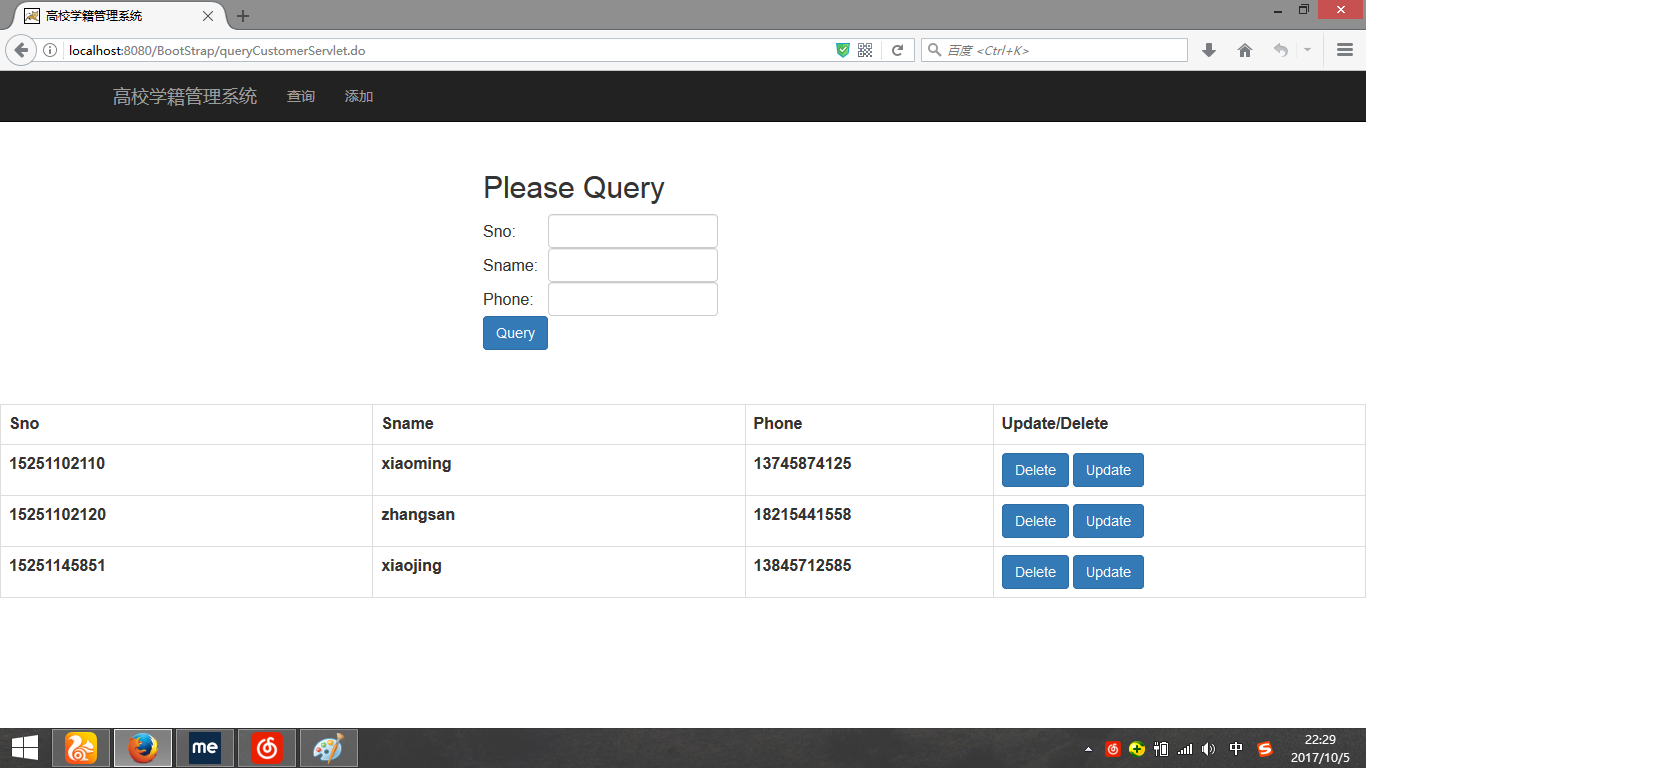 高校学籍管理系统
localhost:8080/BootStrap/queryCustomerServlet.do
百度 <Ctrl+K>
高校学籍管理系统 查询 添加
Please Query
Sno:
Sname:
Phone:
Query
Sno Sname Phone Update/Delete
15251102110 xiaoming 13745874125 Delete Update
15251102120 zhangsan 18215441558 Delete Update
15251145851 xiaojing 13845712585 Delete Update
me
中
22:29
2017/10/5